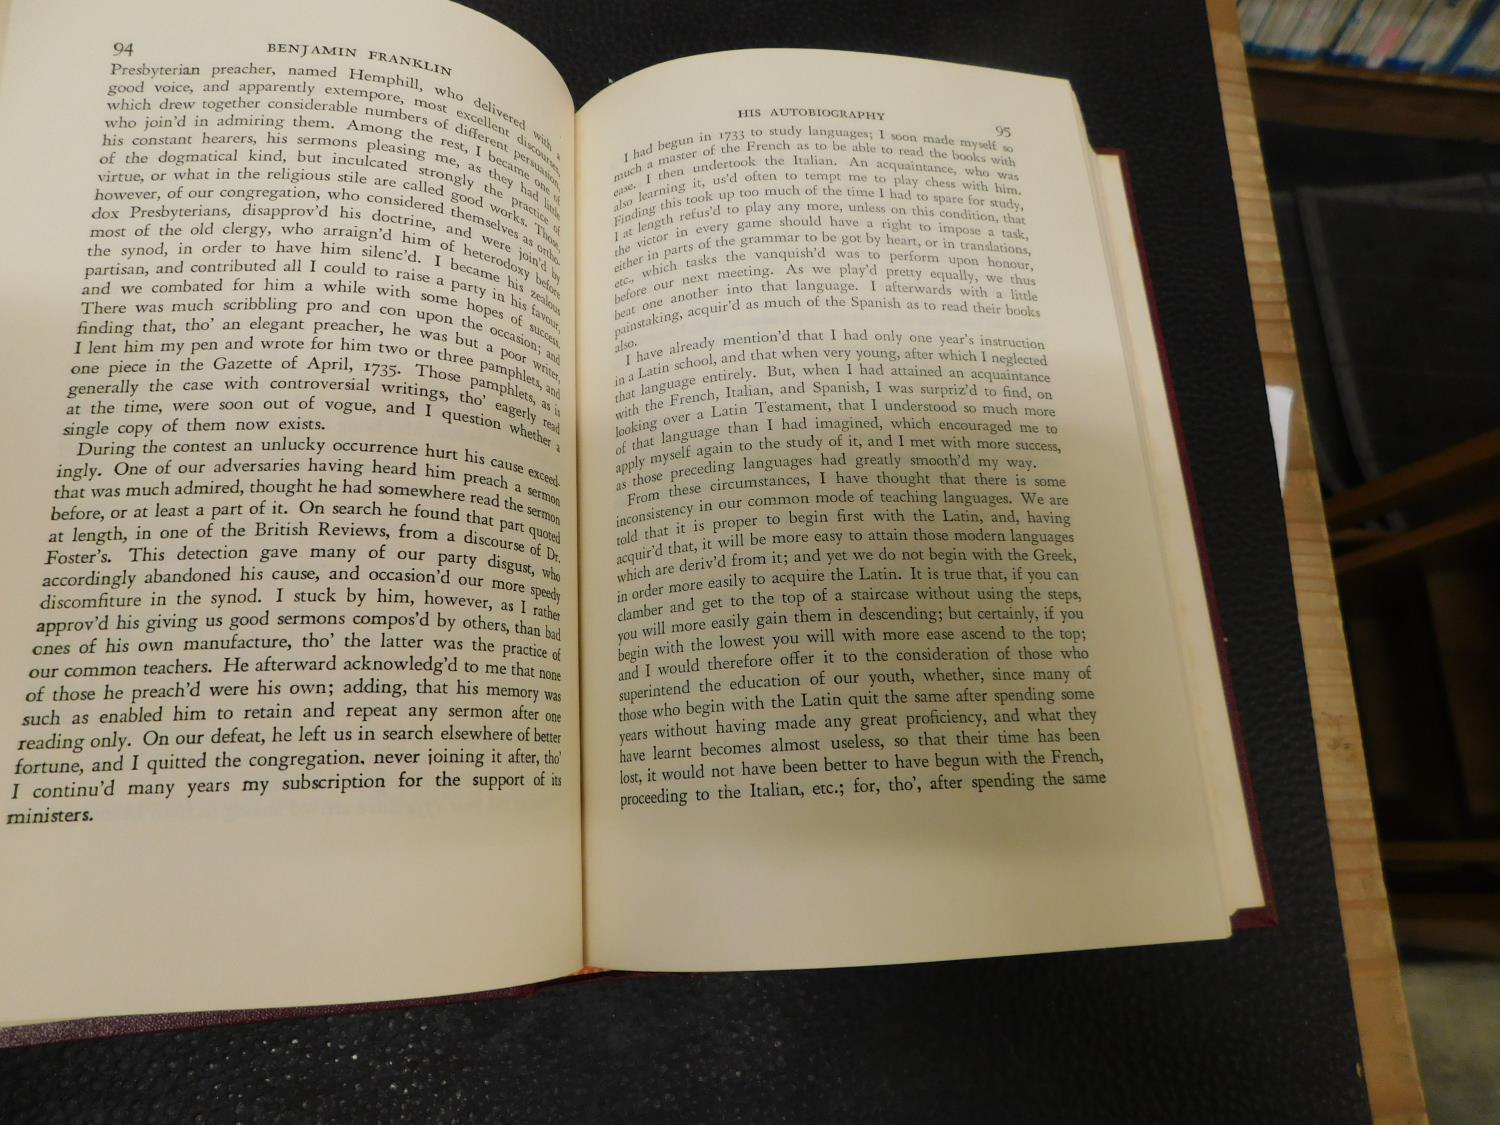 94 BENJAMIN FRANKLIN
Presbyterian preacher, named Hemphill, who delivered with a
good voice, and apparently extempore, most excellent discourses,
which drew together considerable numbers of different persuasion,
who join'd in admiring them. Among the rest, I became one of
his constant hearers, his sermons pleasing me, as they had little
of the dogmatical kind, but inculcated strongly the practice of
virtue, or what in the religious stile are called good works. Those,
however, of our congregation, who considered themselves as ortho-
dox Presbyterians, disapprov'd his doctrine, and were join'd by
most of the old clergy, who arraign'd him of heterodoxy before
the synod, in order to have him silenc'd. I became his zealous
partisan, and contributed all I could to raise a party in his favour,
and we combated for him a while with some hopes of success.
There was much scribbling pro and con upon the occasion; and
finding that, tho' an elegant preacher, he was but a poor writer,
I lent him my pen and wrote for him two or three pamphlets, and
one piece in the Gazette of April, 1735. Those pamphlets, as is
generally the case with controversial writings, tho' eagerly read
at the time, were soon out of vogue, and I question whether a
single copy of them now exists.
During the contest an unlucky occurrence hurt his cause exceed-
ingly. One of our adversaries having heard him preach a sermon
that was much admired, thought he had somewhere read the sermon
before, or at least a part of it. On search he found that part quoted
at length, in one of the British Reviews, from a discourse of Dr.
Foster's. This detection gave many of our party disgust, who
accordingly abandoned his cause, and occasion'd our more speedy
discomfiture in the synod. I stuck by him, however, as I rather
approv'd his giving us good sermons compos'd by others, than bad
ones of his own manufacture, tho' the latter was the practice of
our common teachers. He afterward acknowledg'd to me that none
of those he preach'd were his own; adding, that his memory was
such as enabled him to retain and repeat any sermon after one
reading only. On our defeat, he left us in search elsewhere of better
fortune, and I quitted the congregation, never joining it after, tho'
I continu'd many years my subscription for the support of its
ministers.
HIS AUTOBIOGRAPHY 95
I had begun in 1733 to study languages; I soon made myself so
much a master of the French as to be able to read the books with
ease. I then undertook the Italian. An acquaintance, who was
also learning it, us'd often to tempt me to play chess with him.
Finding this took up too much of the time I had to spare for study,
I at length refus'd to play any more, unless on this condition, that
the victor in every game should have a right to impose a task,
either in parts of the grammar to be got by heart, or in translations,
etc., which tasks the vanquish'd was to perform upon honour,
before our next meeting. As we play'd pretty equally, we thus
beat one another into that language. I afterwards with a little
painstaking, acquir'd as much of the Spanish as to read their books
also.
I have already mention'd that I had only one year's instruction
in a Latin school, and that when very young, after which I neglected
that language entirely. But, when I had attained an acquaintance
with the French, Italian, and Spanish, I was surpriz'd to find, on
looking over a Latin Testament, that I understood so much more
of that language than I had imagined, which encouraged me to
apply myself again to the study of it, and I met with more success,
as those preceding languages had greatly smooth'd my way.
From these circumstances, I have thought that there is some
inconsistency in our common mode of teaching languages. We are
told that it is proper to begin first with the Latin, and, having
acquir'd that, it will be more easy to attain those modern languages
which are deriv'd from it; and yet we do not begin with the Greek,
in order more easily to acquire the Latin. It is true that, if you can
clamber and get to the top of a staircase without using the steps,
you will more easily gain them in descending; but certainly, if you
begin with the lowest you will with more ease ascend to the top;
and I would therefore offer it to the consideration of those who
superintend the education of our youth, whether, since many of
those who begin with the Latin quit the same after spending some
years without having made any great proficiency, and what they
have learnt becomes almost useless, so that their time has been
lost, it would not have been better to have begun with the French,
proceeding to the Italian, etc.; for, tho', after spending the same